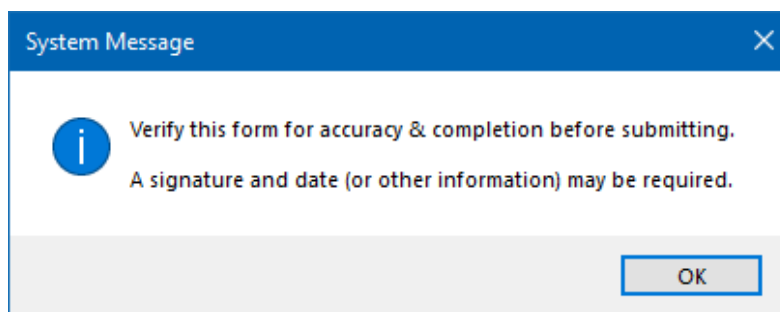 System Message
Verify this form for accuracy & completion before submitting.
A signature and date (or other information) may be required.
OK